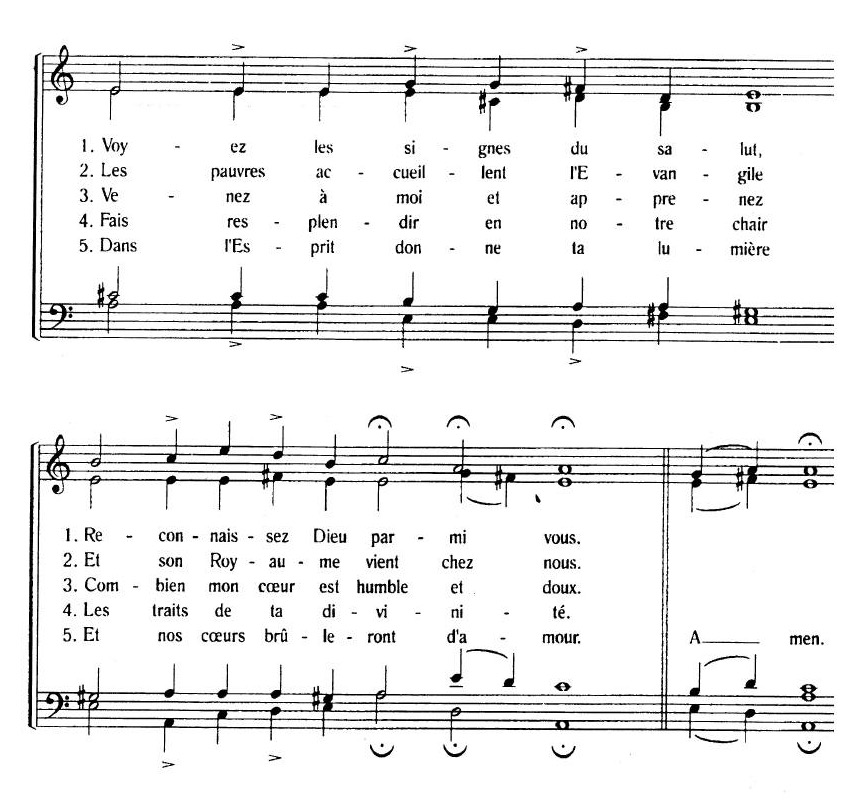 1. Voy - ez les si - gnes du sa - lut,
2. Les pauvres ac - cueil - lent l'E - van - gile
3. Ve - nez à moi et ap - pre - nez
4. Fais res - plen - dir en no - tre chair
5. Dans l'Es - prit don - ne ta lu - mière
1. Re - con - nais - sez Dieu par - mi vous.
2. Et son Roy - au - me vient chez nous.
3. Com - bien mon cœur est humble et doux.
4. Les traits de ta di - vi - ni - té.
5. Et nos cœurs brû - le - ront d'a - mour. A___ men.